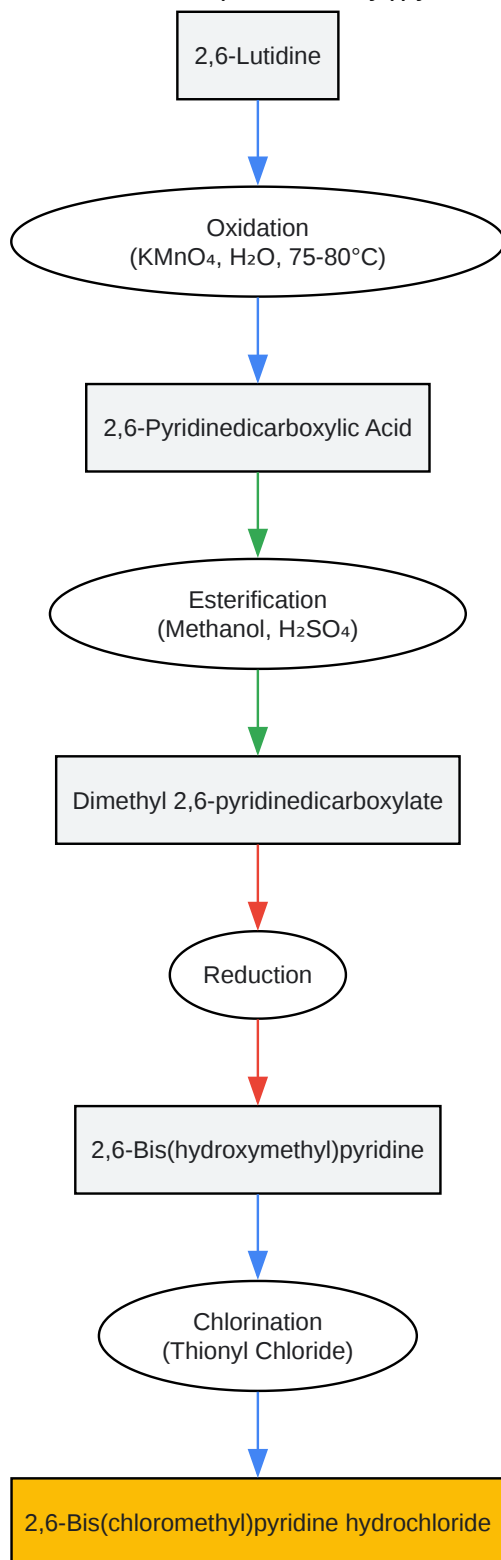 2,6-Lutidine
Oxidation
(KMnO₄, H₂O, 75-80°C)
2,6-Pyridinedicarboxylic Acid
Esterification
(Methanol, H₂SO₄)
Dimethyl 2,6-pyridinedicarboxylate
Reduction
2,6-Bis(hydroxymethyl)pyridine
Chlorination
(Thionyl Chloride)
2,6-Bis(chloromethyl)pyridine hydrochloride